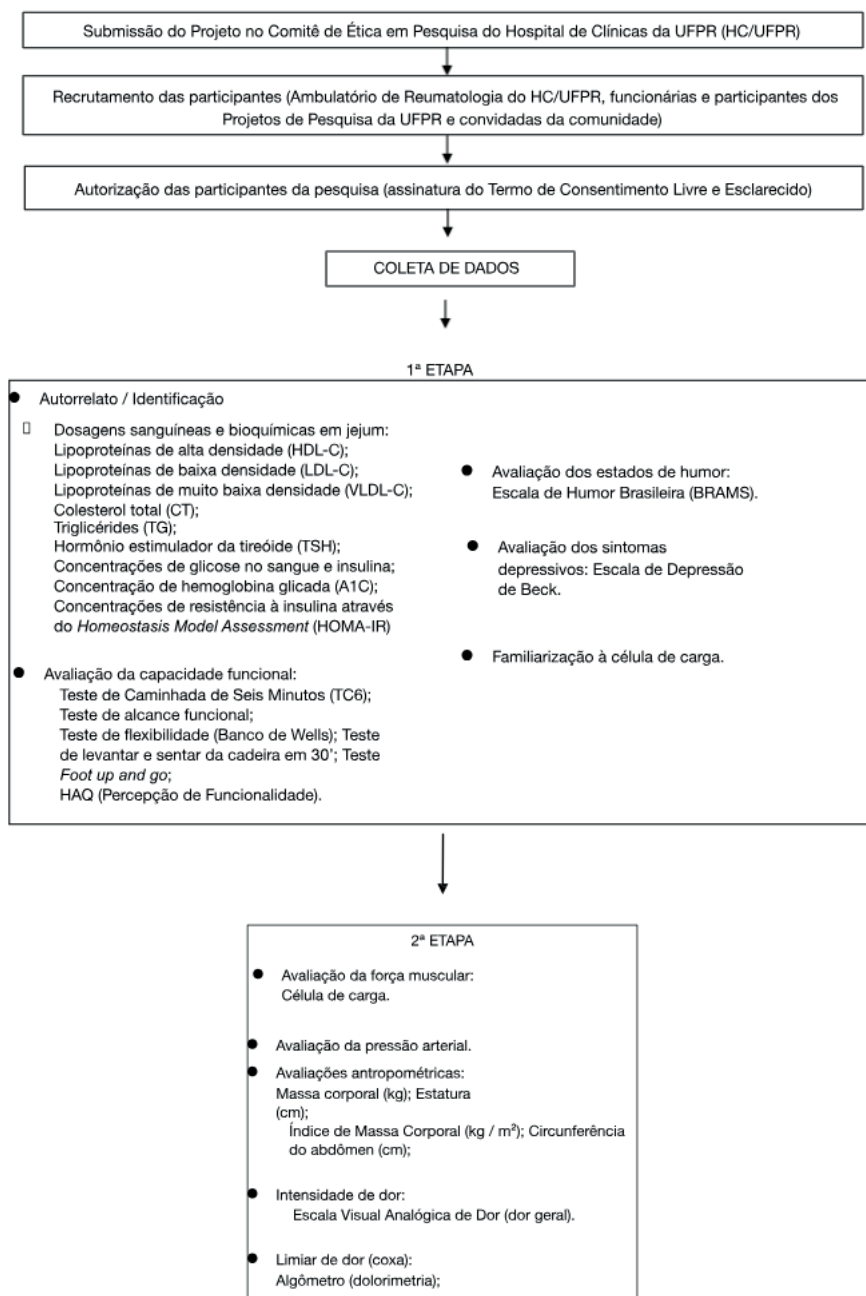 Submissão do Projeto no Comitê de Ética em Pesquisa do Hospital de Clínicas da UFPR (HC/UFPR)
Recrutamento das participantes (Ambulatório de Reumatologia do HC/UFPR, funcionárias e participantes dos
Projetos de Pesquisa da UFPR e convidadas da comunidade)
Autorização das participantes da pesquisa (assinatura do Termo de Consentimento Livre e Esclarecido)
COLETA DE DADOS
1ª ETAPA
● Autorrelato / Identificação
▯ Dosagens sanguíneas e bioquímicas em jejum:
Lipoproteínas de alta densidade (HDL-C);
Lipoproteínas de baixa densidade (LDL-C);
Lipoproteínas de muito baixa densidade (VLDL-C);
Colesterol total (CT);
Triglicérides (TG);
Hormônio estimulador da tireóide (TSH);
Concentrações de glicose no sangue e insulina;
Concentração de hemoglobina glicada (A1C);
Concentrações de resistência à insulina através
do Homeostasis Model Assessment (HOMA-IR)
● Avaliação da capacidade funcional:
Teste de Caminhada de Seis Minutos (TC6);
Teste de alcance funcional;
Teste de flexibilidade (Banco de Wells); Teste
de levantar e sentar da cadeira em 30'; Teste
Foot up and go;
HAQ (Percepção de Funcionalidade).
● Avaliação dos estados de humor:
Escala de Humor Brasileira (BRAMS).
● Avaliação dos sintomas
depressivos: Escala de Depressão
de Beck.
● Familiarização à célula de carga.
2ª ETAPA
● Avaliação da força muscular:
Célula de carga.
● Avaliação da pressão arterial.
● Avaliações antropométricas:
Massa corporal (kg); Estatura
(cm);
Índice de Massa Corporal (kg / m²); Circunferência
do abdômen (cm);
● Intensidade de dor:
Escala Visual Analógica de Dor (dor geral).
● Limiar de dor (coxa):
Algômetro (dolorimetria);